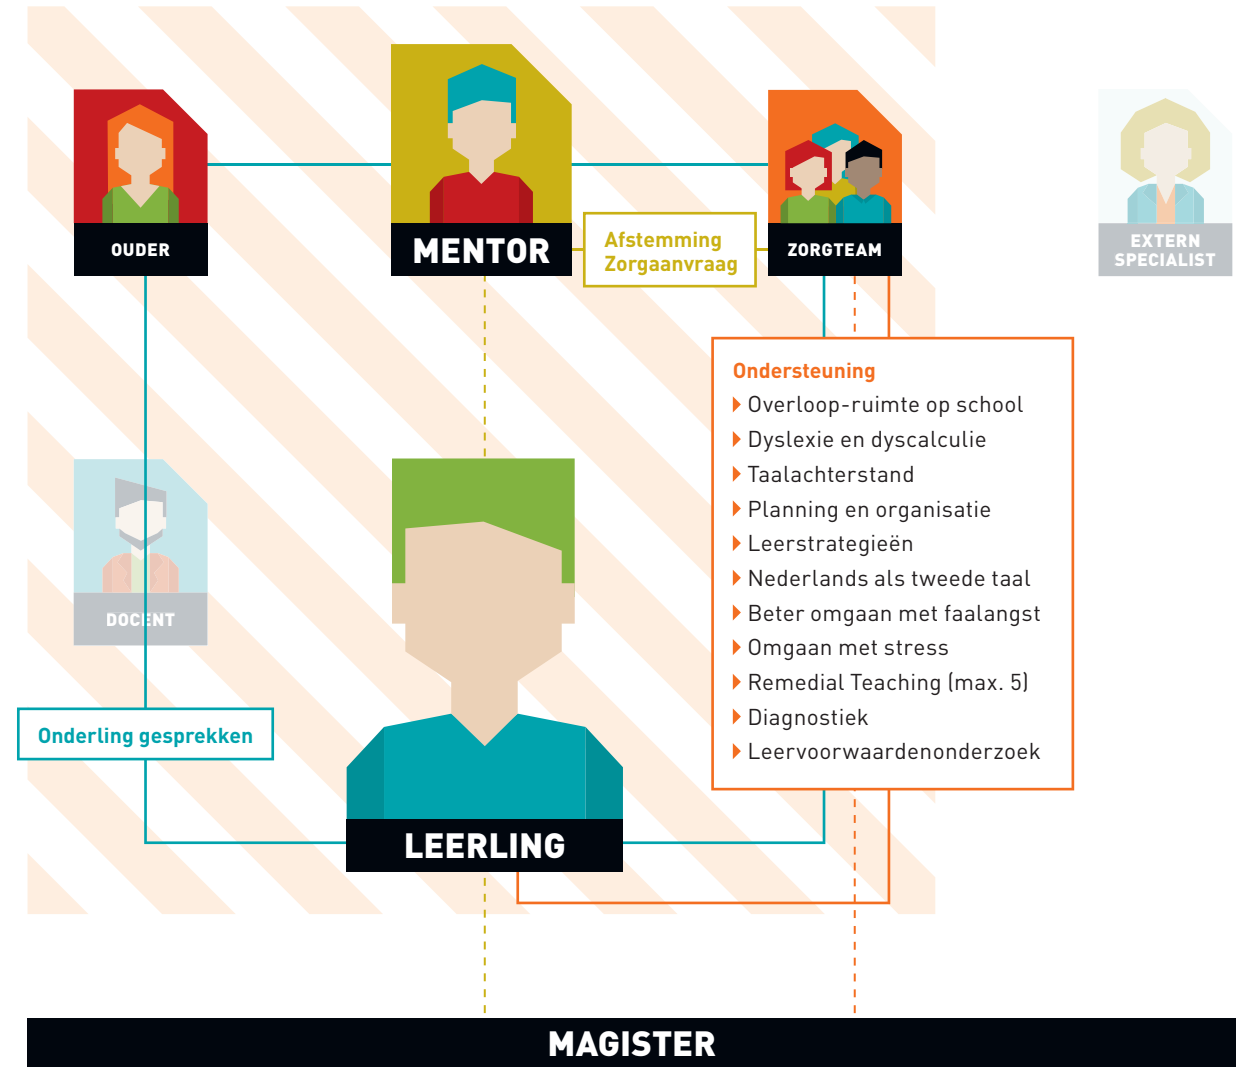 OUDER
MENTOR
Afstemming
Zorgaanvraag
ZORGTEAM
EXTERN
SPECIALIST
Ondersteuning
Overloop-ruimte op school
Dyslexie en dyscalculie
Taalachterstand
Planning en organisatie
Leerstrategieën
Nederlands als tweede taal
Beter omgaan met faalangst
Omgaan met stress
Remedial Teaching (max. 5)
Diagnostiek
Leervoorwaardenonderzoek
DOCENT
Onderling gesprekken
LEERLING
MAGISTER